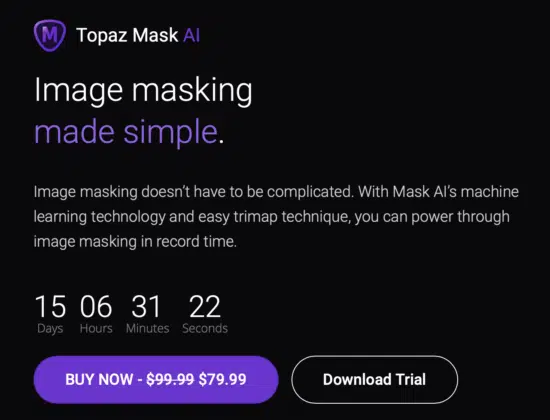 Topaz Mask AI
Image masking
made simple.
Image masking doesn't have to be complicated. With Mask AI's machine
learning technology and easy trimap technique, you can power through
image masking in record time.
15 06 31 22
Days Hours Minutes Seconds
BUY NOW - $99.99 $79.99 Download Trial